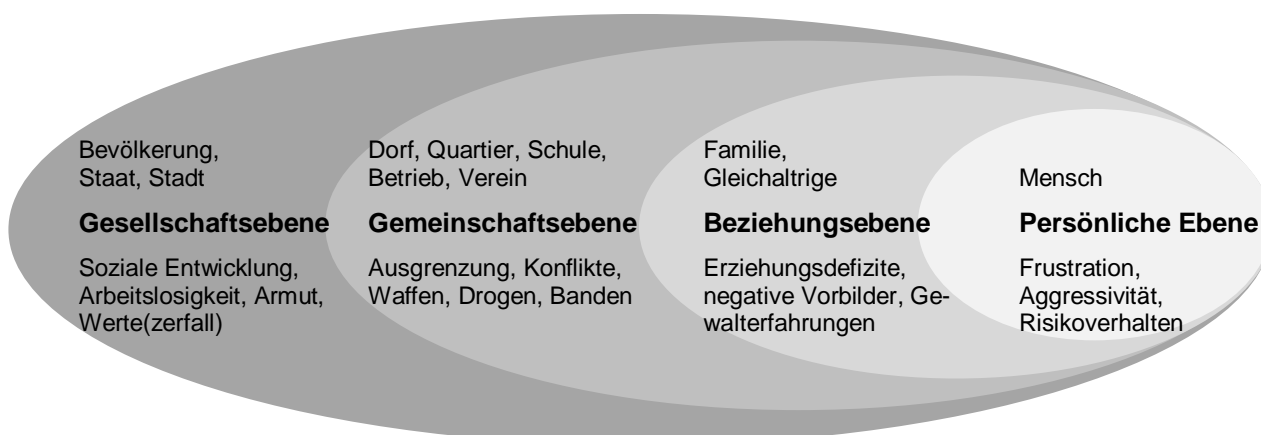 Bevölkerung,
Staat, Stadt
Gesellschaftsebene
Soziale Entwicklung,
Arbeitslosigkeit, Armut,
Werte(zerfall)
Dorf, Quartier, Schule,
Betrieb, Verein
Gemeinschaftsebene
Ausgrenzung, Konflikte,
Waffen, Drogen, Banden
Familie,
Gleichaltrige
Beziehungsebene
Erziehungsdefizite,
negative Vorbilder, Ge-
walterfahrungen
Mensch
Persönliche Ebene
Frustration,
Aggressivität,
Risikoverhalten